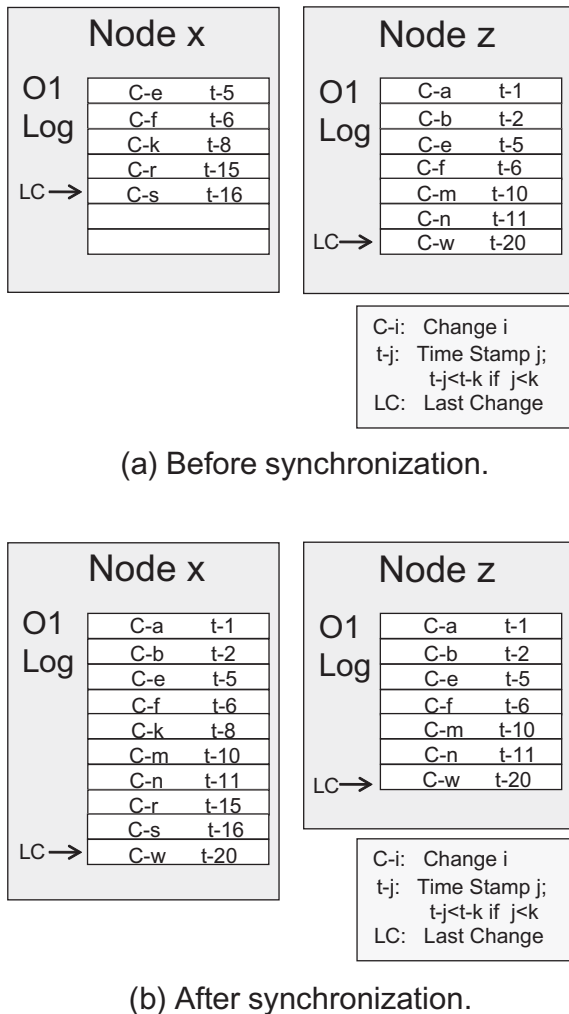 Node x
O1
Log
C-e t-5
C-f t-6
C-k t-8
C-r t-15
LC C-s t-16
Node z
O1
Log
C-a t-1
C-b t-2
C-e t-5
C-f t-6
C-m t-10
C-n t-11
LC C-w t-20
C-i: Change i
t-j: Time Stamp j;
t-j<t-k if j<k
LC: Last Change
(a) Before synchronization.
Node x
O1
Log
C-a t-1
C-b t-2
C-e t-5
C-f t-6
C-k t-8
C-m t-10
C-n t-11
C-r t-15
C-s t-16
LC C-w t-20
Node z
O1
Log
C-a t-1
C-b t-2
C-e t-5
C-f t-6
C-m t-10
C-n t-11
LC C-w t-20
C-i: Change i
t-j: Time Stamp j;
t-j<t-k if j<k
LC: Last Change
(b) After synchronization.